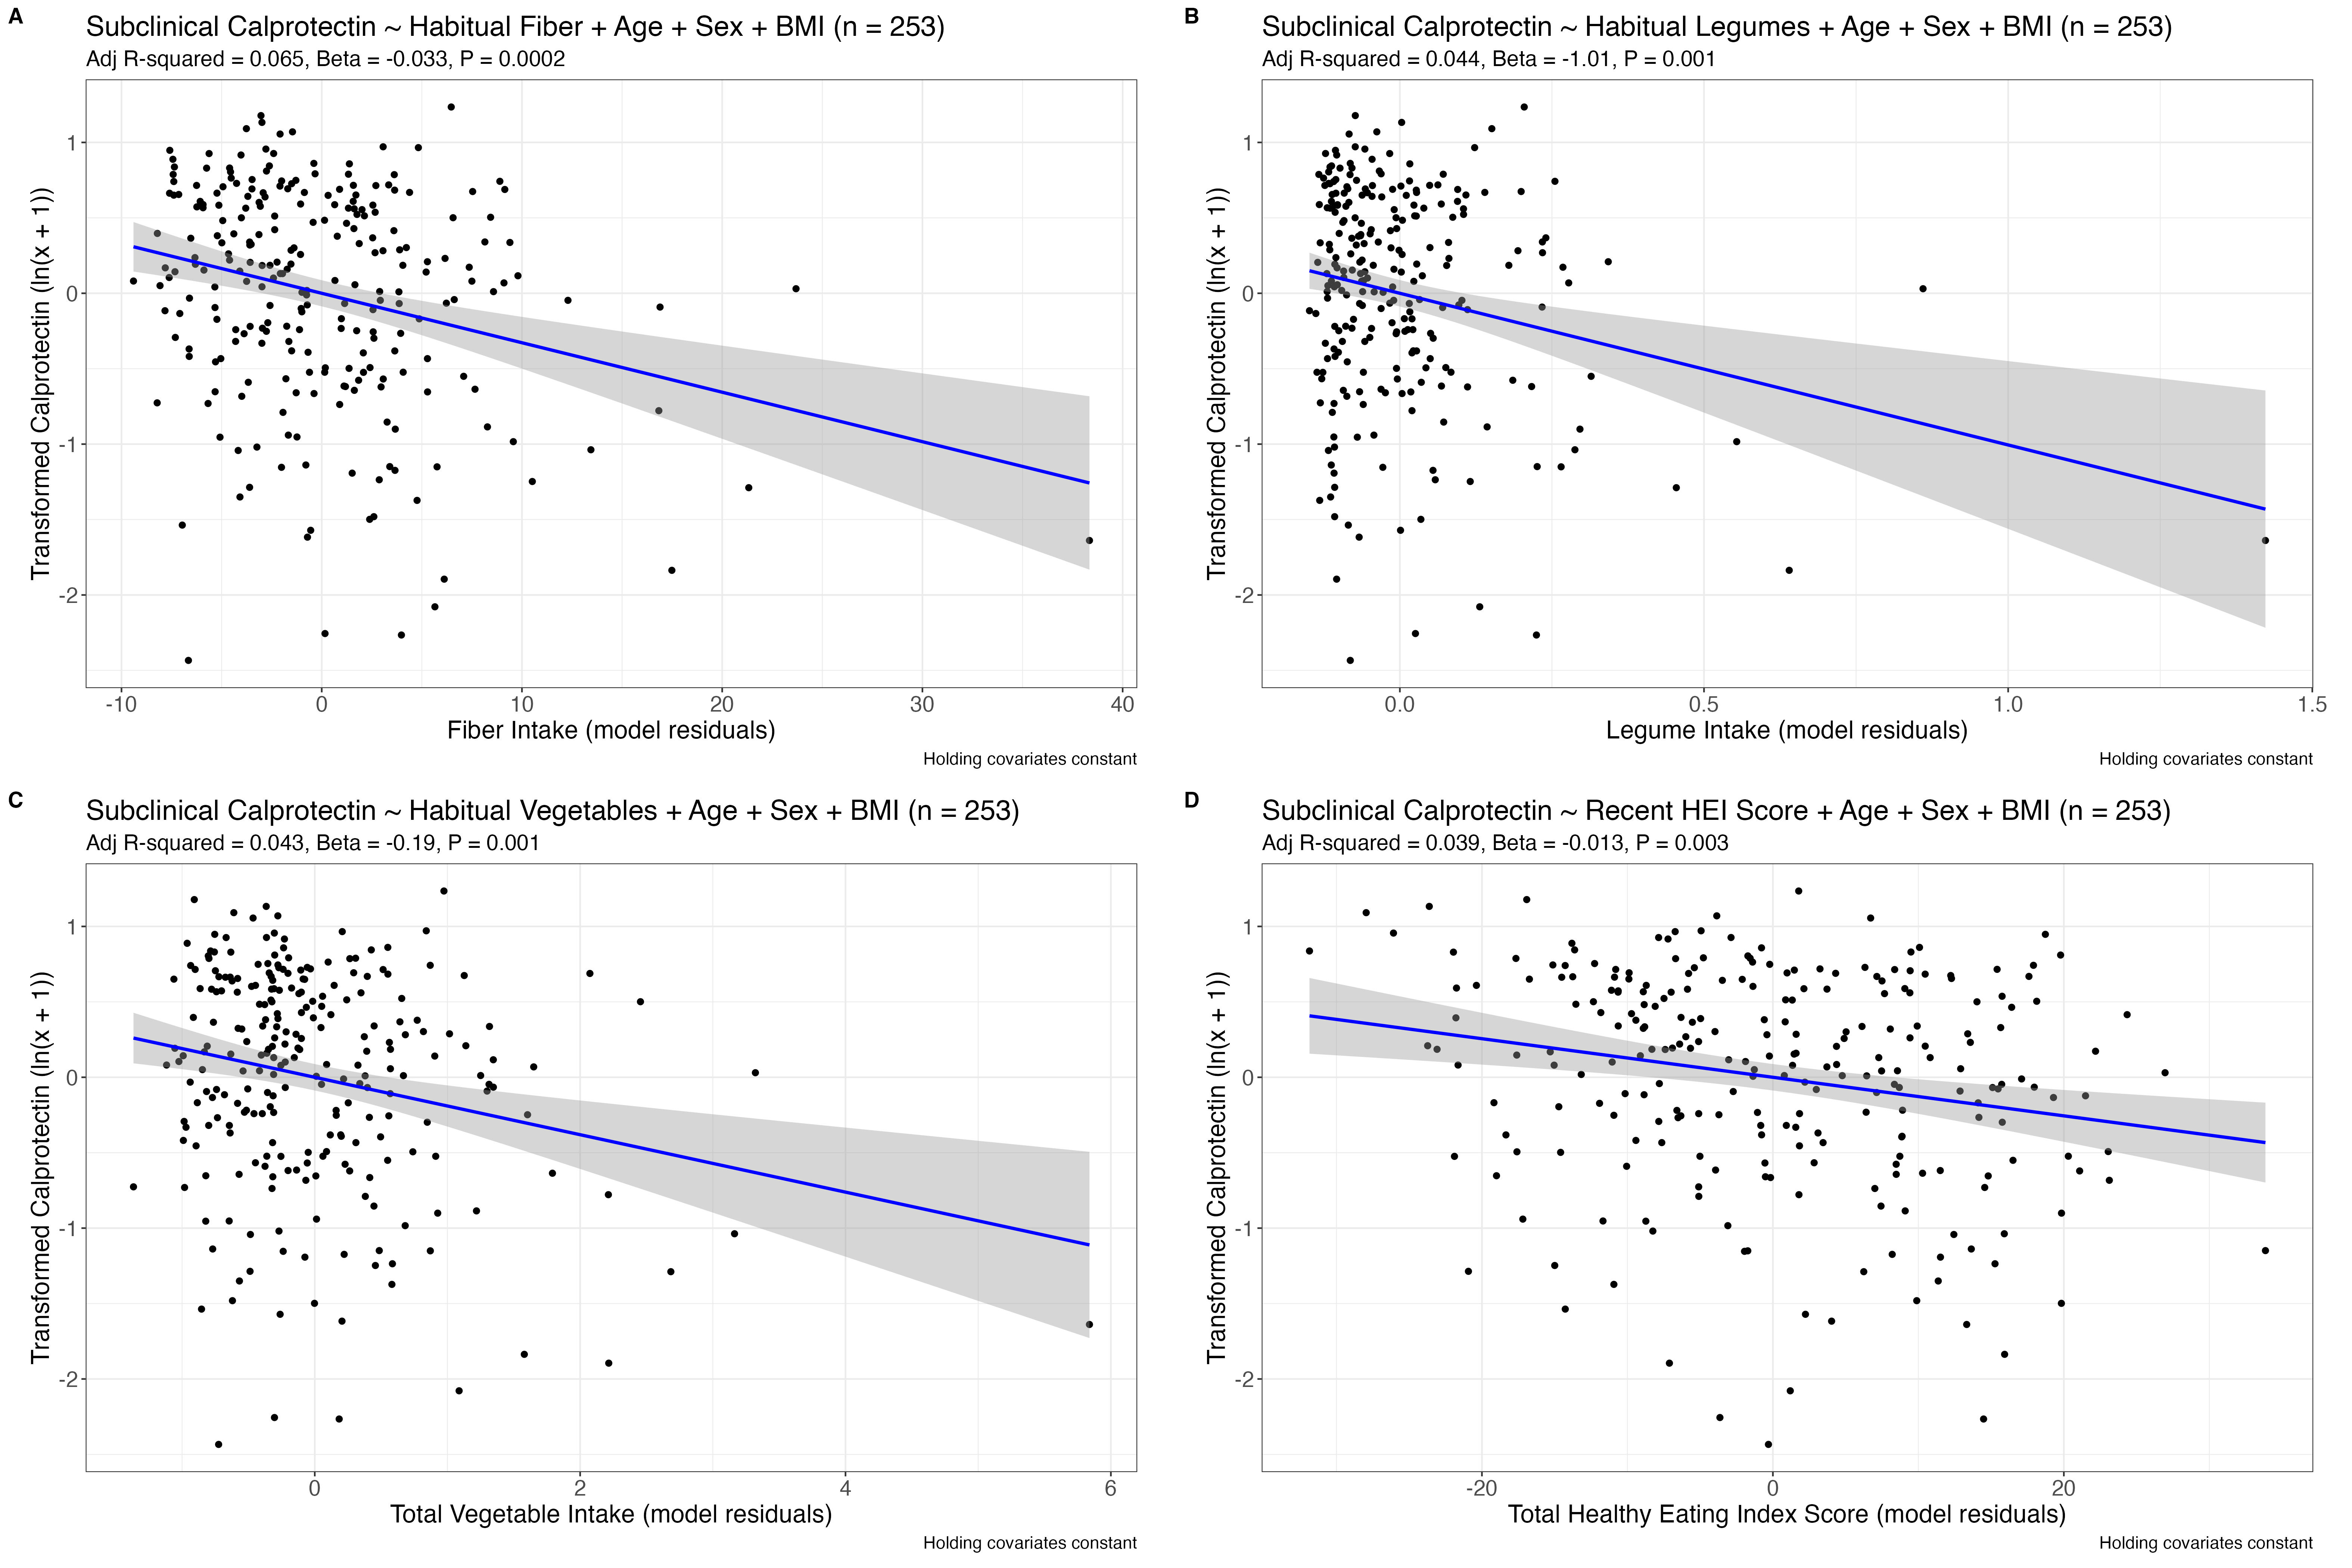 A
Subclinical Calprotectin ~ Habitual Fiber + Age + Sex + BMI (n = 253)
Adj R-squared = 0.065, Beta = -0.033, P = 0.0002
Transformed Calprotectin (ln(x + 1))
1
0
-1
-2
-10 0 10 20 30 40
Fiber Intake (model residuals)
Holding covariates constant
B
Subclinical Calprotectin ~ Habitual Legumes + Age + Sex + BMI (n = 253)
Adj R-squared = 0.044, Beta = -1.01, P = 0.001
Transformed Calprotectin (ln(x + 1))
1
0
-1
-2
0.0 0.5 1.0 1.5
Legume Intake (model residuals)
Holding covariates constant
C
Subclinical Calprotectin ~ Habitual Vegetables + Age + Sex + BMI (n = 253)
Adj R-squared = 0.043, Beta = -0.19, P = 0.001
Transformed Calprotectin (ln(x + 1))
1
0
-1
-2
0 2 4 6
Total Vegetable Intake (model residuals)
Holding covariates constant
D
Subclinical Calprotectin ~ Recent HEI Score + Age + Sex + BMI (n = 253)
Adj R-squared = 0.039, Beta = -0.013, P = 0.003
Transformed Calprotectin (ln(x + 1))
1
0
-1
-2
-20 0 20
Total Healthy Eating Index Score (model residuals)
Holding covariates constant